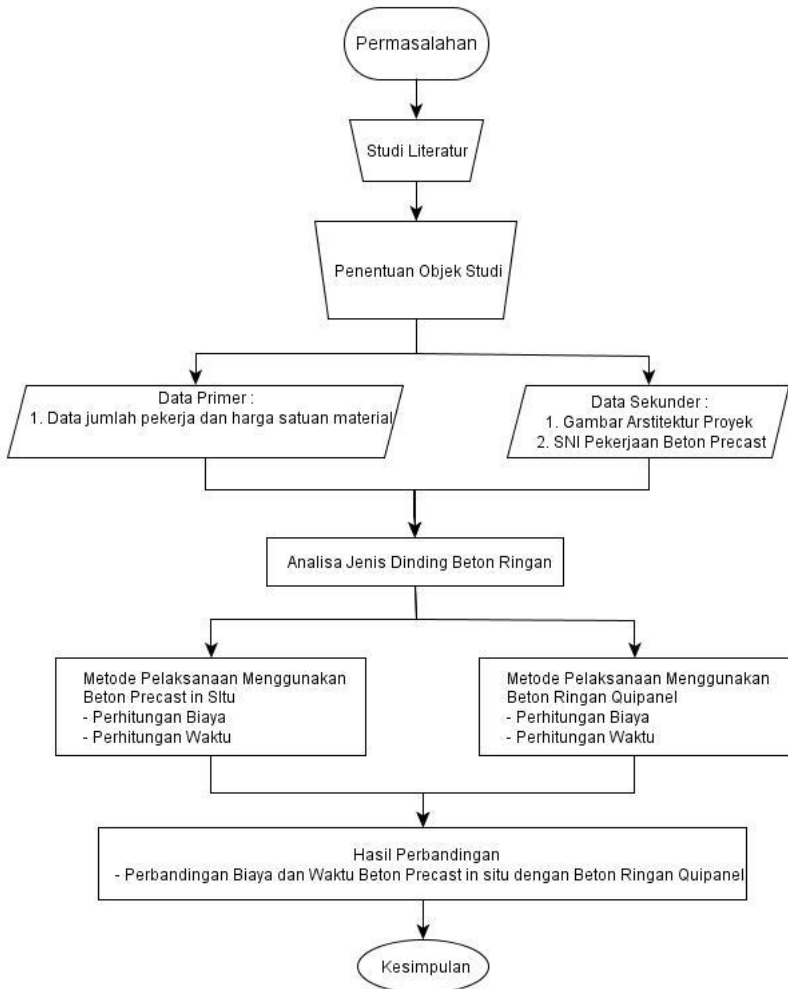 Permasalahan
Studi Literatur
Penentuan Objek Studi
Data Primer :
1. Data jumlah pekerja dan harga satuan material
Data Sekunder :
1. Gambar Arstitektur Proyek
2. SNI Pekerjaan Beton Precast
Analisa Jenis Dinding Beton Ringan
Metode Pelaksanaan Menggunakan
Beton Precast in SItu
- Perhitungan Biaya
- Perhitungan Waktu
Metode Pelaksanaan Menggunakan
Beton Ringan Quipanel
- Perhitungan Biaya
- Perhitungan Waktu
Hasil Perbandingan
- Perbandingan Biaya dan Waktu Beton Precast in situ dengan Beton Ringan Quipanel
Kesimpulan